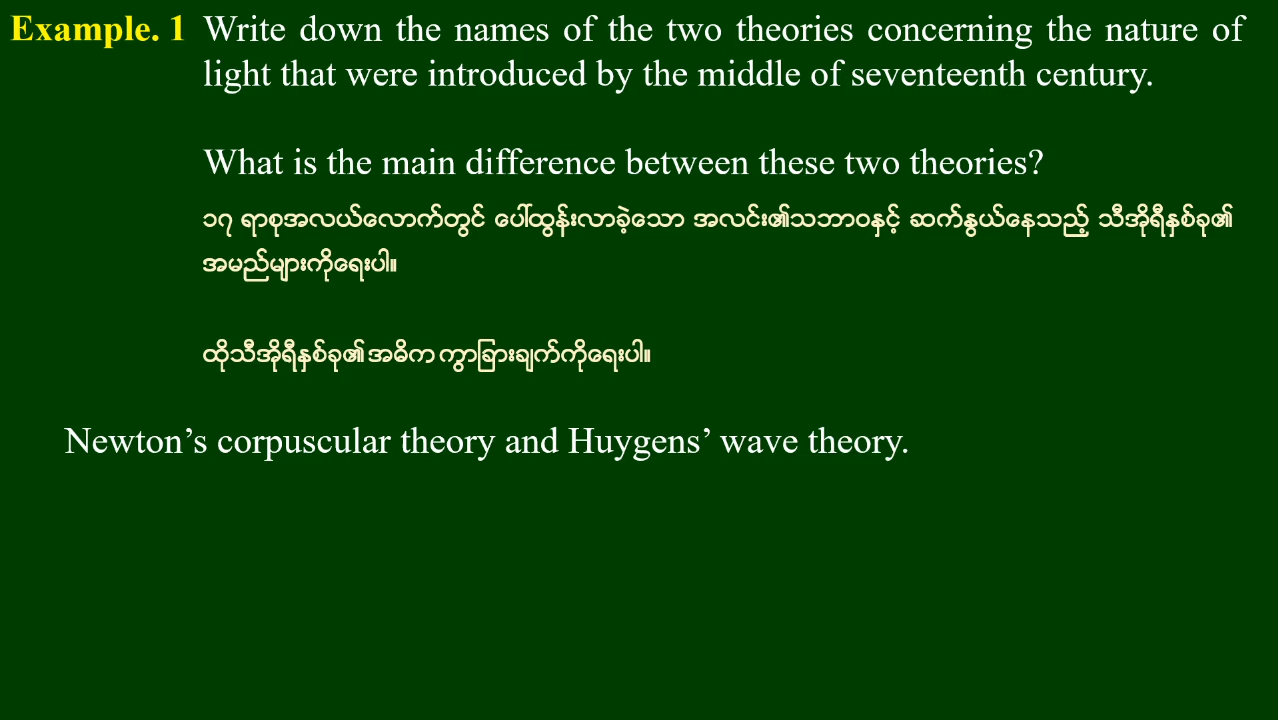 Example. 1 Write down the names of the two theories concerning the nature of
light that were introduced by the middle of seventeenth century.
What is the main difference between these two theories?
၁၇ ရာစုအလယ်လောက်တွင် ပေါ်ထွန်းလာခဲ့သော အလင်း၏သဘာဝနှင့် ဆက်နွယ်နေသည့် သီအိုရီနှစ်ခု၏
အမည်များကိုရေးပါ။
ထိုသီအိုရီနှစ်ခု၏ အဓိက ကွာခြားချက်ကိုရေးပါ။
Newton’s corpuscular theory and Huygens’ wave theory.